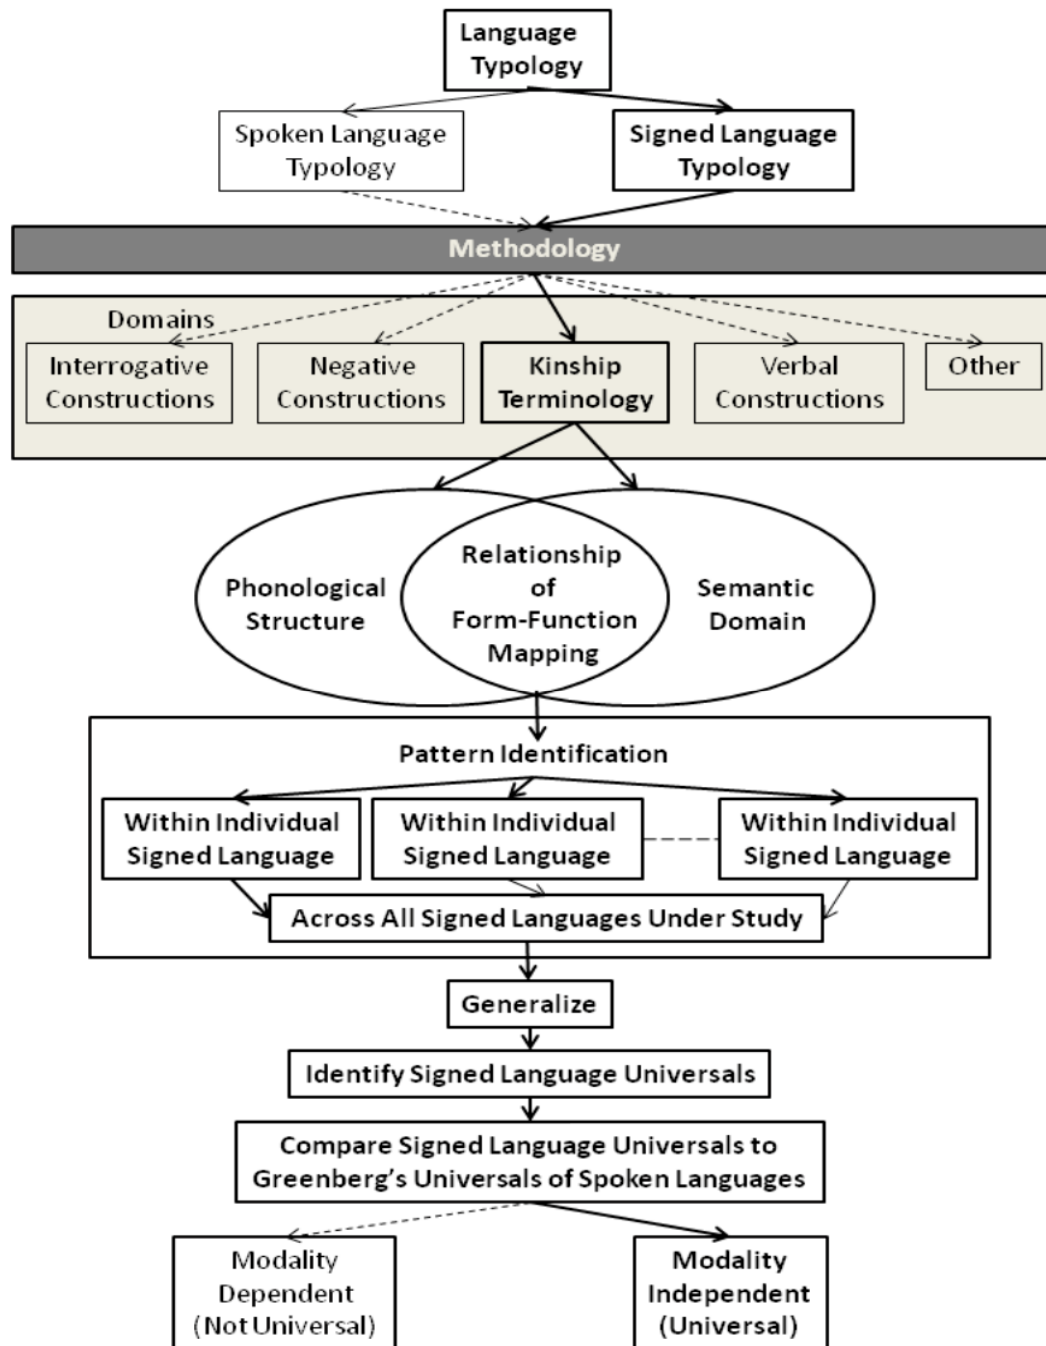 Language
Typology
Spoken Language
Typology
Signed Language
Typology
Methodology
Domains
Interrogative
Constructions
Negative
Constructions
Kinship
Terminology
Verbal
Constructions
Other
Phonological
Structure
Relationship
of
Form-Function
Mapping
Semantic
Domain
Pattern Identification
Within Individual
Signed Language
Within Individual
Signed Language
Within Individual
Signed Language
Across All Signed Languages Under Study
Generalize
Identify Signed Language Universals
Compare Signed Language Universals to
Greenberg’s Universals of Spoken Languages
Modality
Dependent
(Not Universal)
Modality
Independent
(Universal)